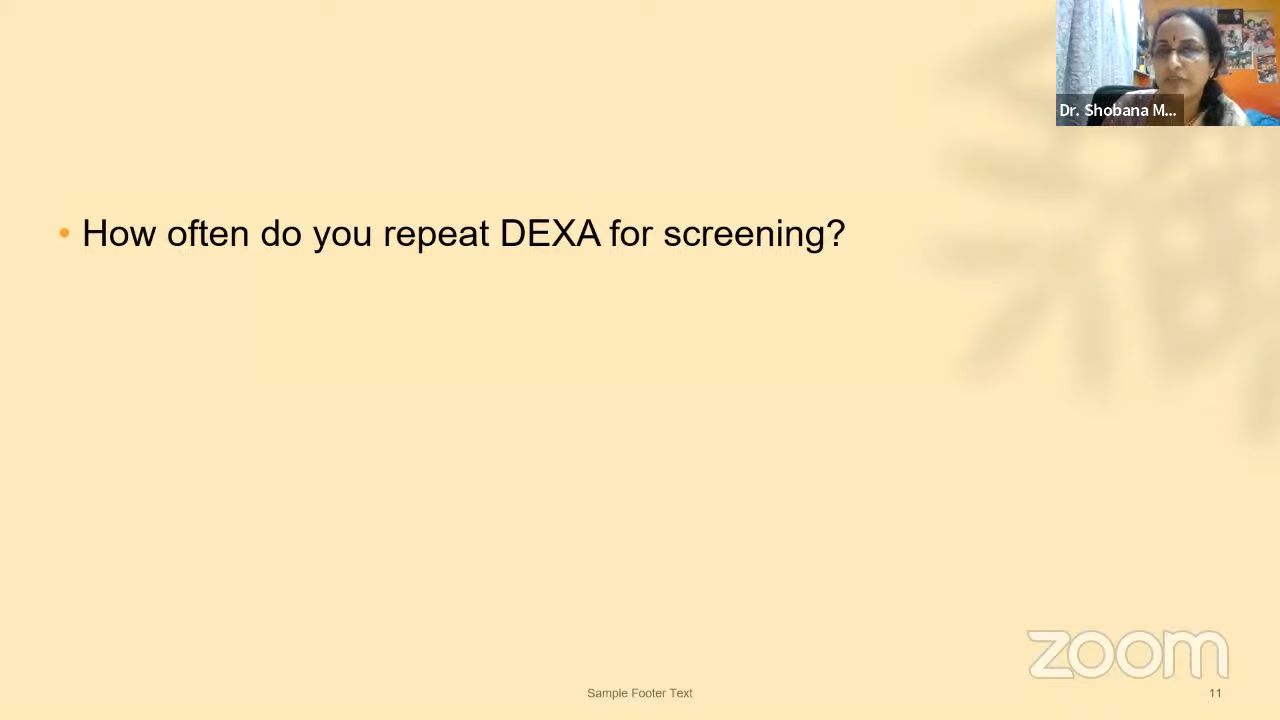 Dr. Shobana M...
• How often do you repeat DEXA for screening?
zoom
Sample Footer Text
11